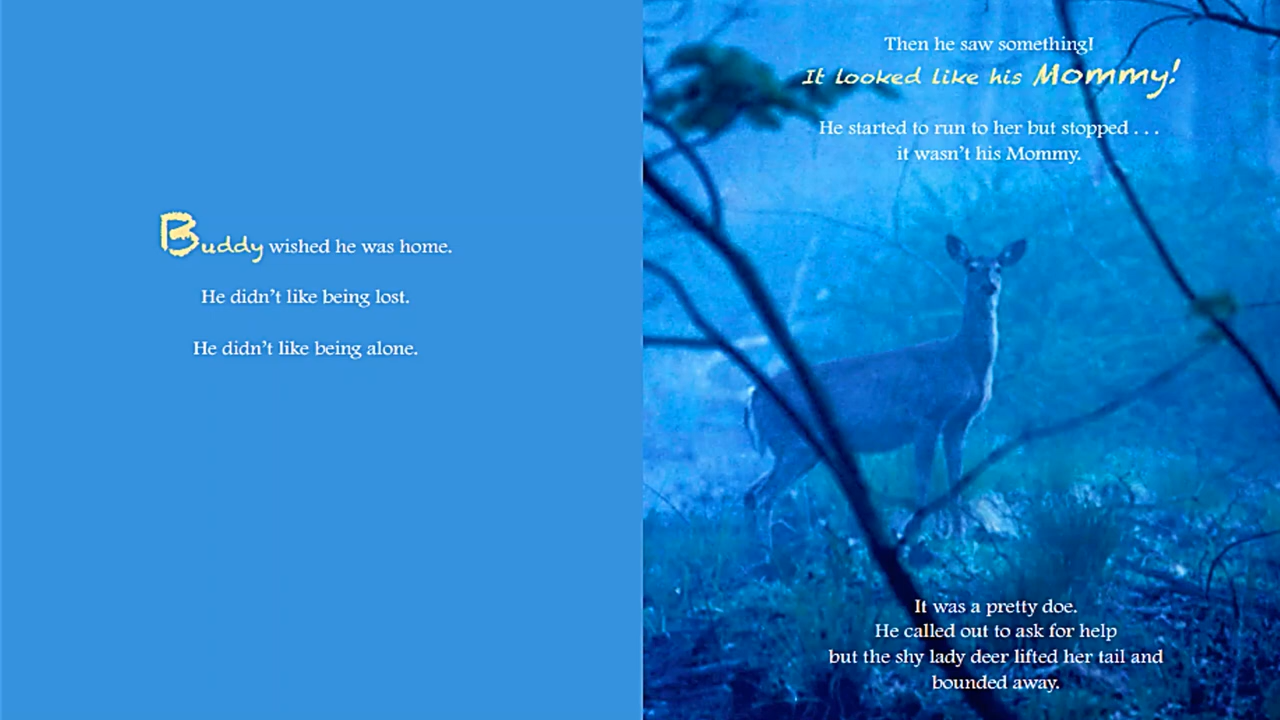 Buddy wished he was home.
He didn't like being lost.
He didn't like being alone.
Then he saw something!
It looked like his Mommy!
He started to run to her but stopped . . .
it wasn't his Mommy.
It was a pretty doe.
He called out to ask for help
but the shy lady deer lifted her tail and
bounded away.